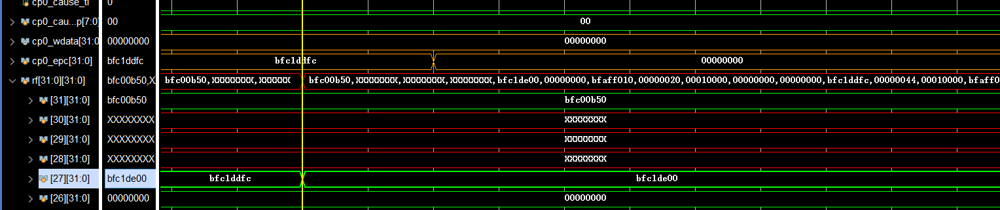 cp0_cause_ti 0
cp0_cau...p[7:0] 00 00
cp0_wdata[31:0 00000000 00000000
cp0_epc[31:0] bfc1ddfc bfc1ddfc 00000000
rf[31:0][31:0] bfc00b50,X bfc00b50,XXXXXXXX,XXXXXX bfc00b50,XXXXXXXX,XXXXXXXX,XXXXXXXX,bfc1de00,00000000,bfaff010,00000020,00010000,00000000,00000000,bfc1ddfc,00000044,00010000,bfaff0
[31][31:0] bfc00b50 bfc00b50
[30][31:0] XXXXXXXX XXXXXXXX
[29][31:0] XXXXXXXX XXXXXXXX
[28][31:0] XXXXXXXX XXXXXXXX
[27][31:0] bfc1de00 bfc1ddfc bfc1de00
[26][31:0] 00000000 00000000